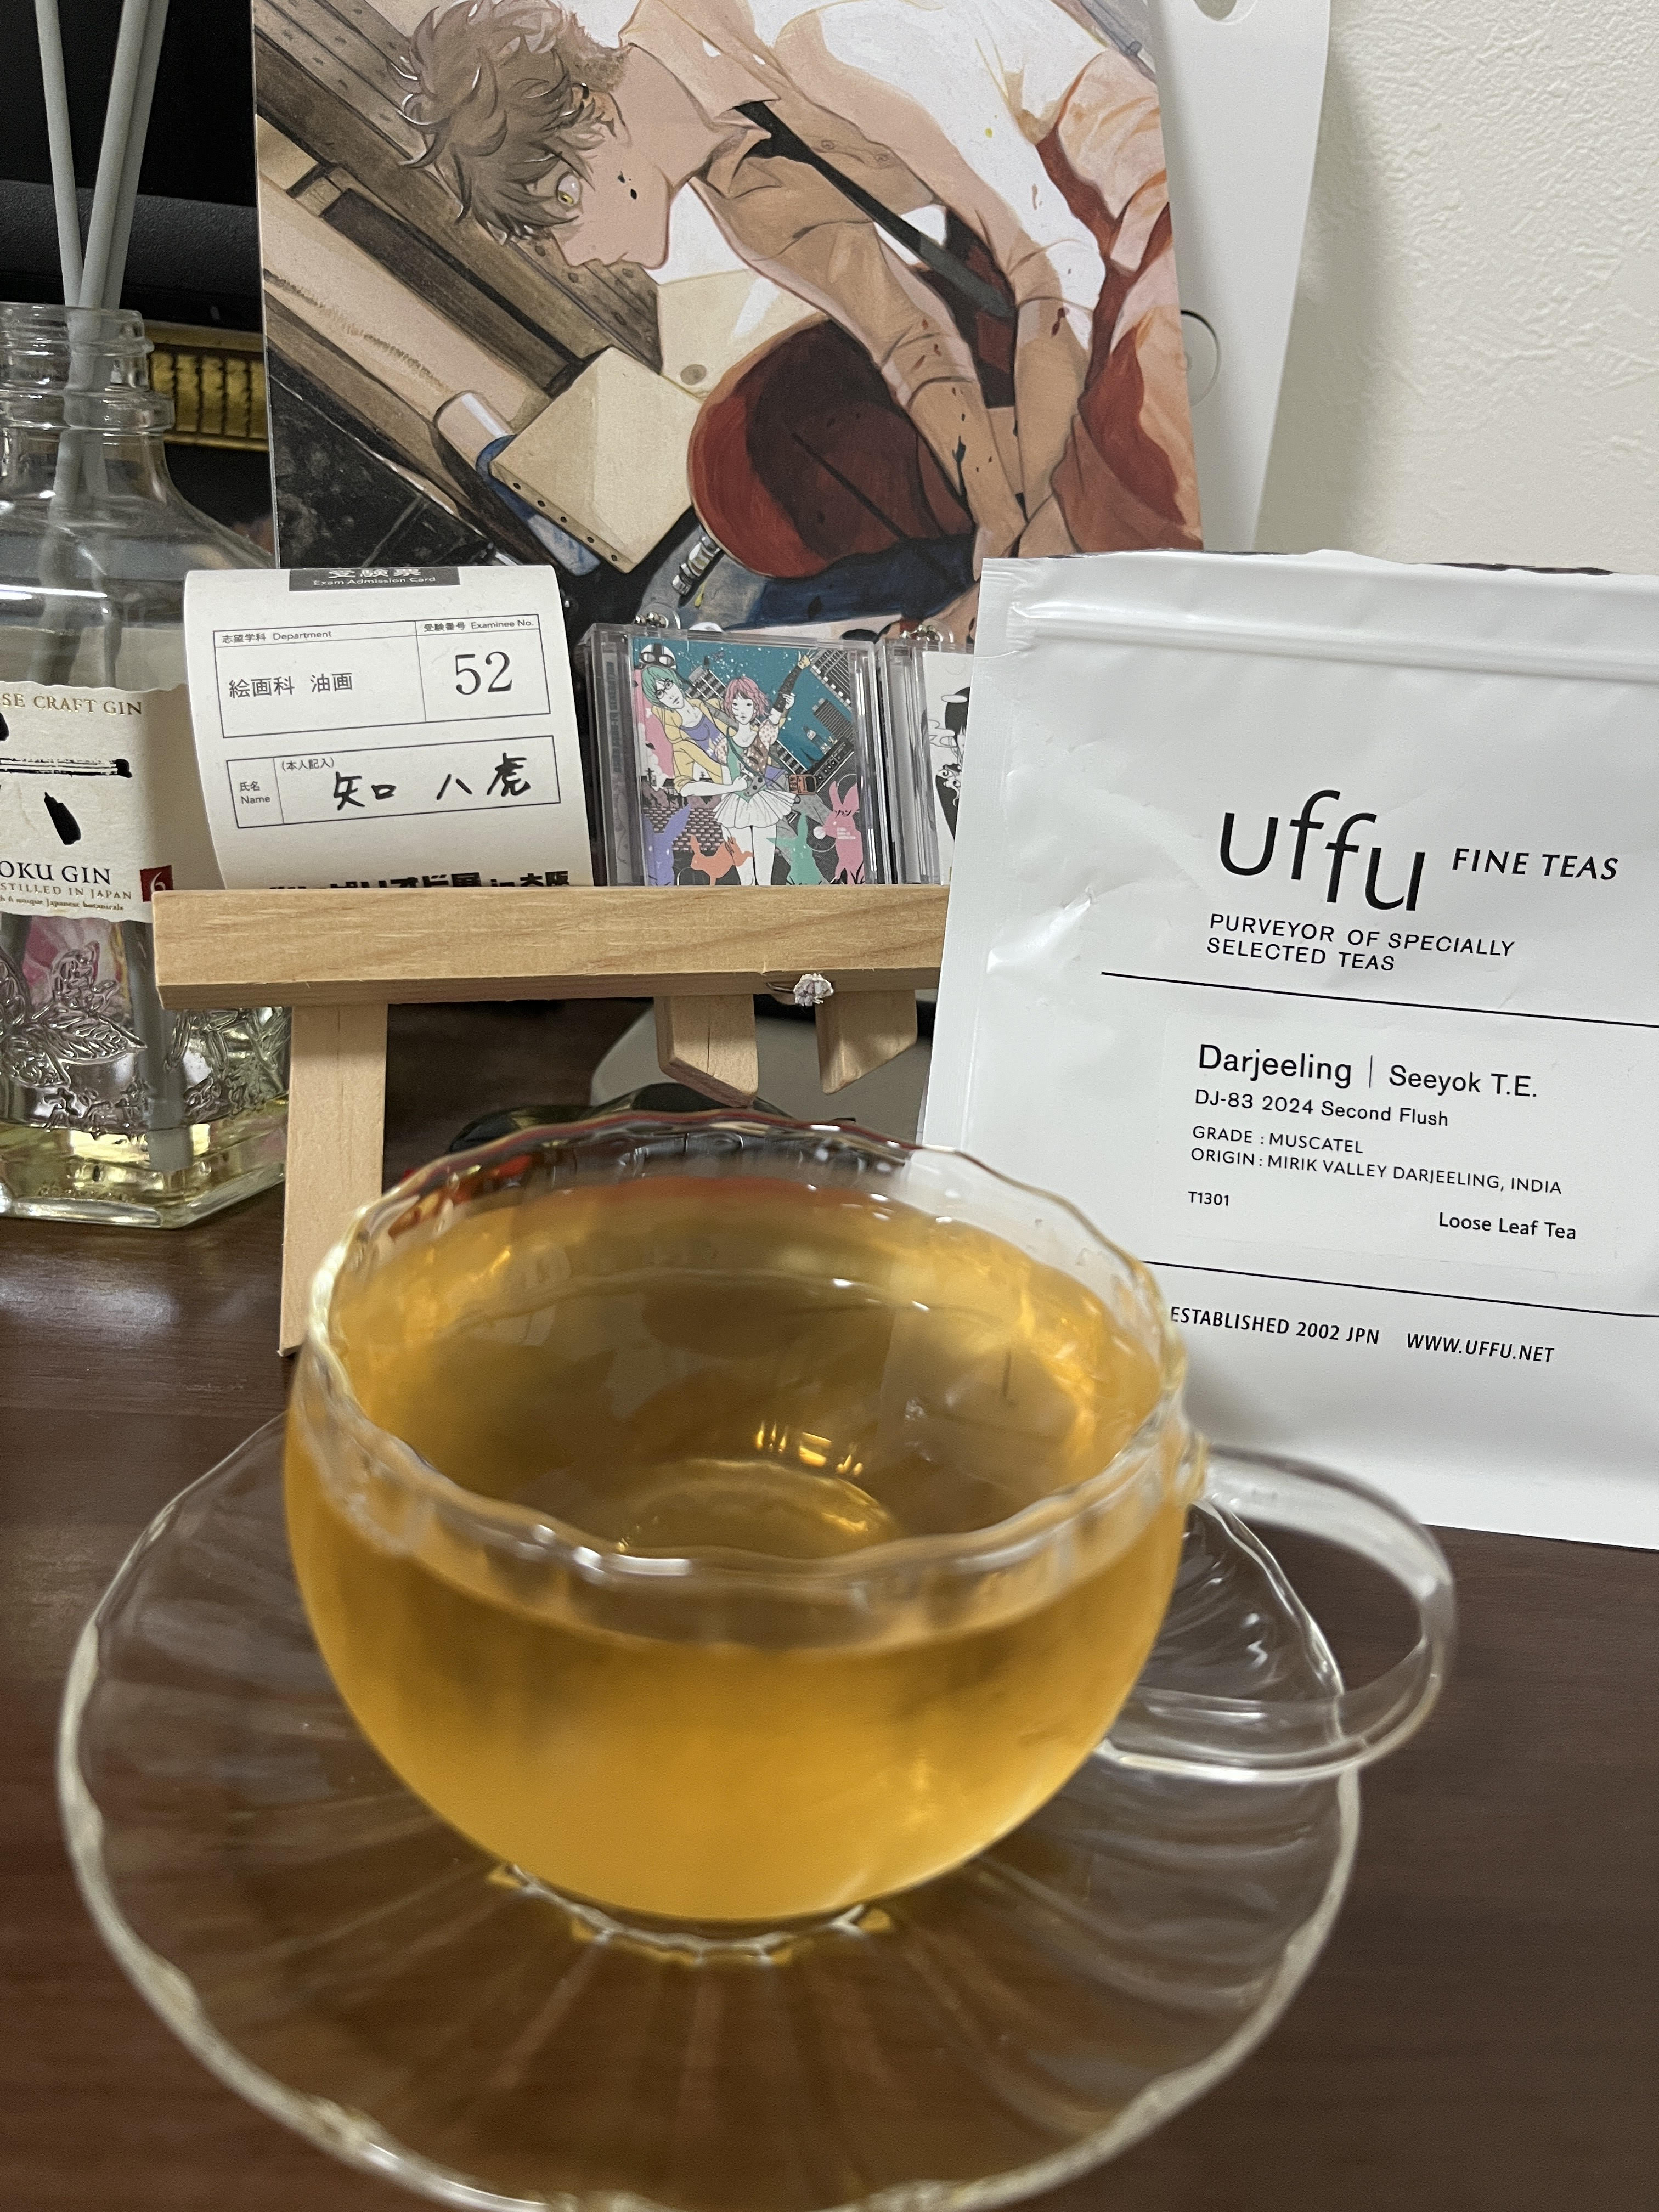 SE CRAFT GIN
OKU GIN
STILLED IN JAPAN
受験票
Exam Admission Card
志望学科 Department
受験番号 Examinee No.
絵画科 油画
52
(本人記入)
氏名
Name
矢口 八虎
uffu FINE TEAS
PURVEYOR OF SPECIALLY
SELECTED TEAS
Darjeeling | Seeyok T.E.
DJ-83 2024 Second Flush
GRADE : MUSCATEL
ORIGIN : MIRIK VALLEY DARJEELING, INDIA
T1301
Loose Leaf Tea
ESTABLISHED 2002 JPN WWW.UFFU.NET